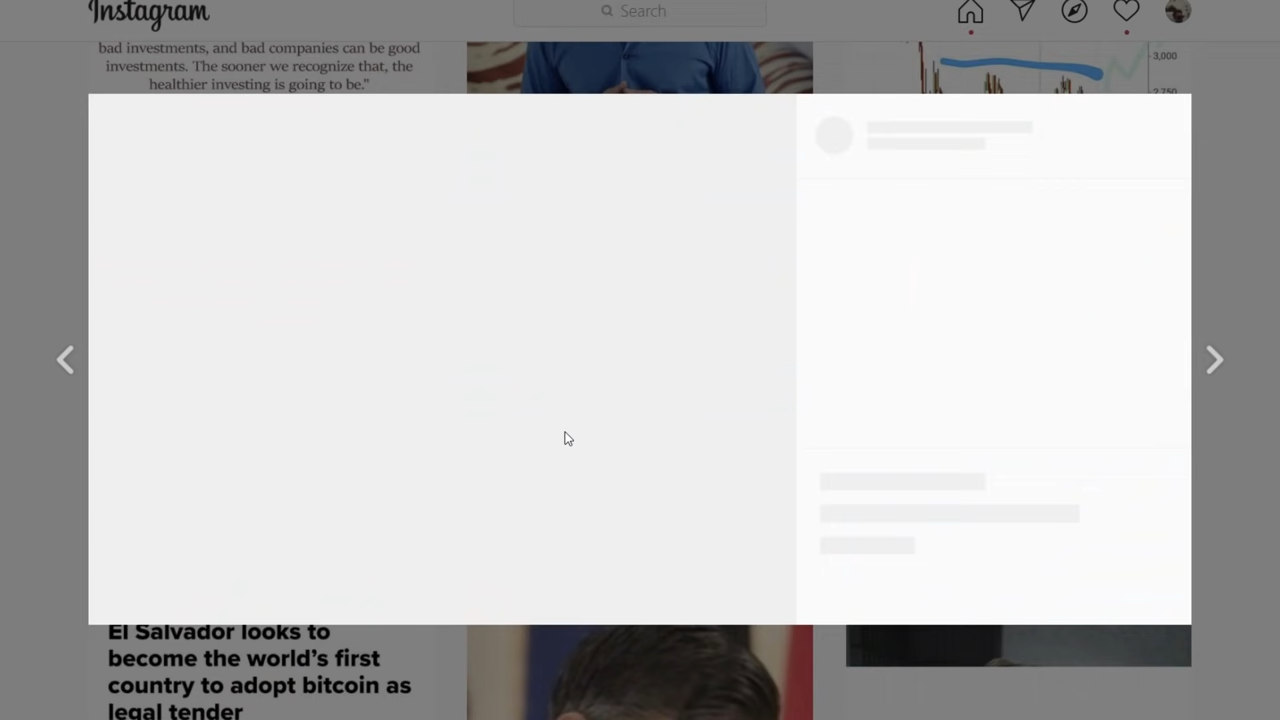 Instagram
Search
bad investments, and bad companies can be good
investments. The sooner we recognize that, the
healthier investing is going to be."
3,000
2,750
El Salvador looks to
become the world's first
country to adopt bitcoin as
legal tender